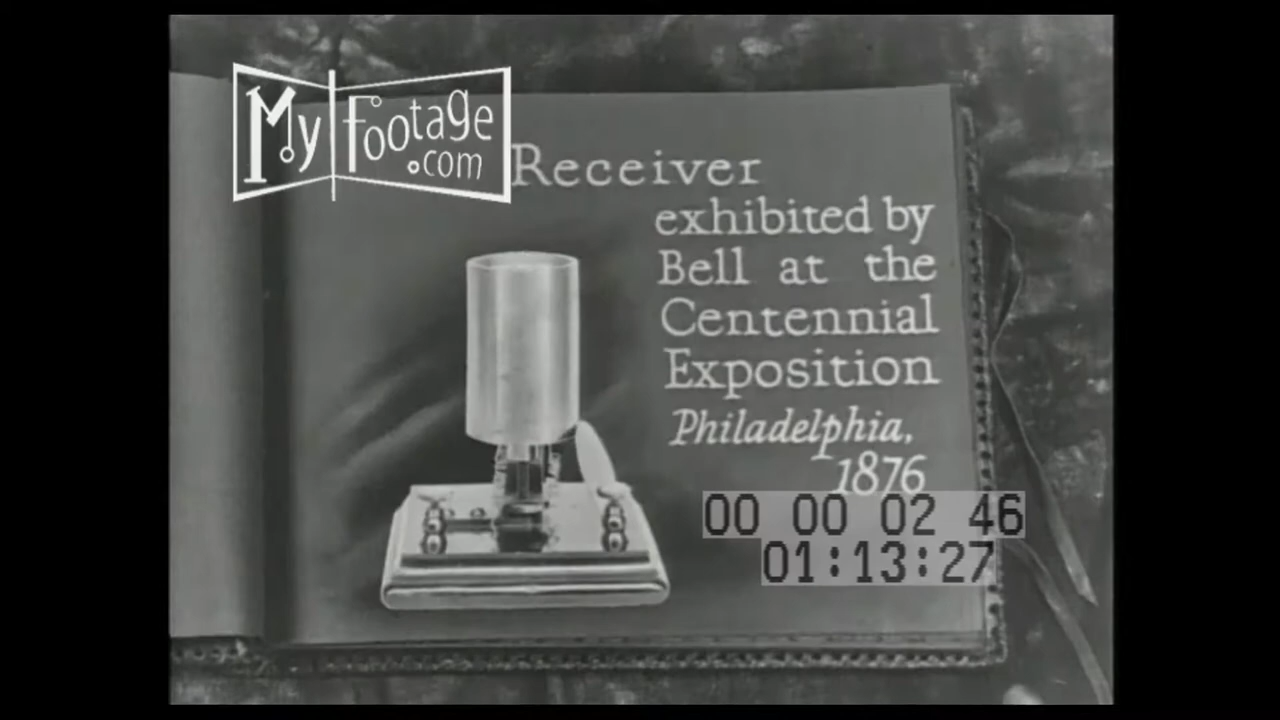 My Footage
.com
Receiver
exhibited by
Bell at the
Centennial
Exposition
Philadelphia,
1876
00 00 02 46
01:13:27